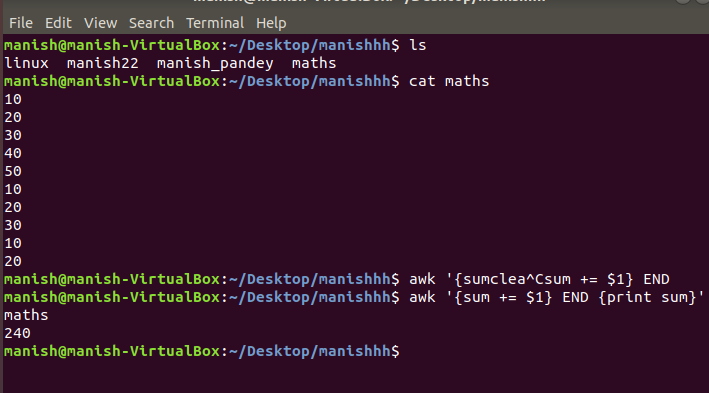 File Edit View Search Terminal Help
manish@manish-VirtualBox:~/Desktop/manishhh$ ls
linux manish22 manish_pandey maths
manish@manish-VirtualBox:~/Desktop/manishhh$ cat maths
10
20
30
40
50
10
20
30
10
20
manish@manish-VirtualBox:~/Desktop/manishhh$ awk '{sumclea^Csum += $1} END
manish@manish-VirtualBox:~/Desktop/manishhh$ awk '{sum += $1} END {print sum}'
maths
240
manish@manish-VirtualBox:~/Desktop/manishhh$